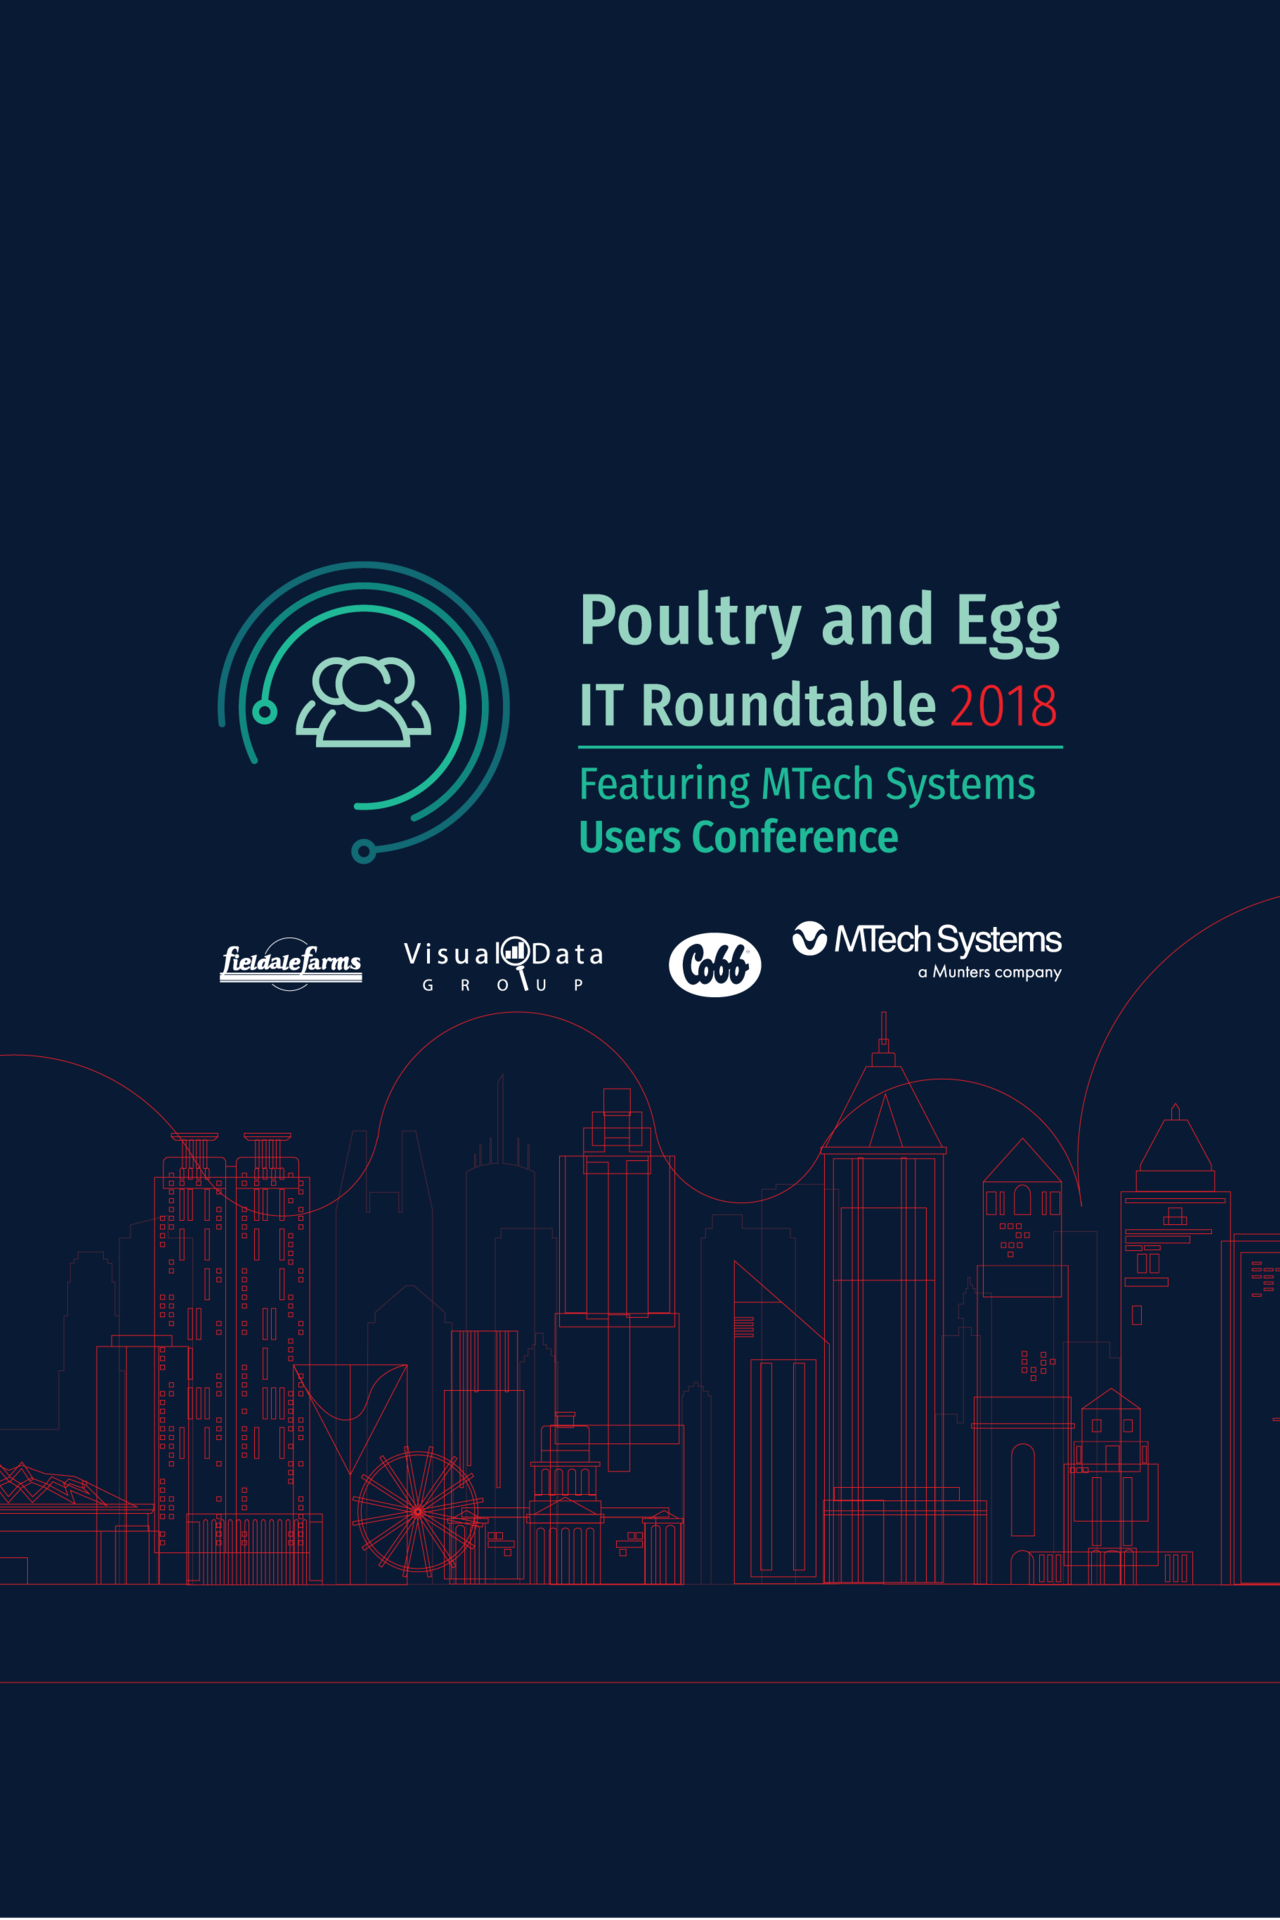 Poultry and Egg
IT Roundtable 2018
Featuring MTech Systems
Users Conference
fieldale farms
Visual Data
GROUP
Cobb
MTech Systems
a Munters company